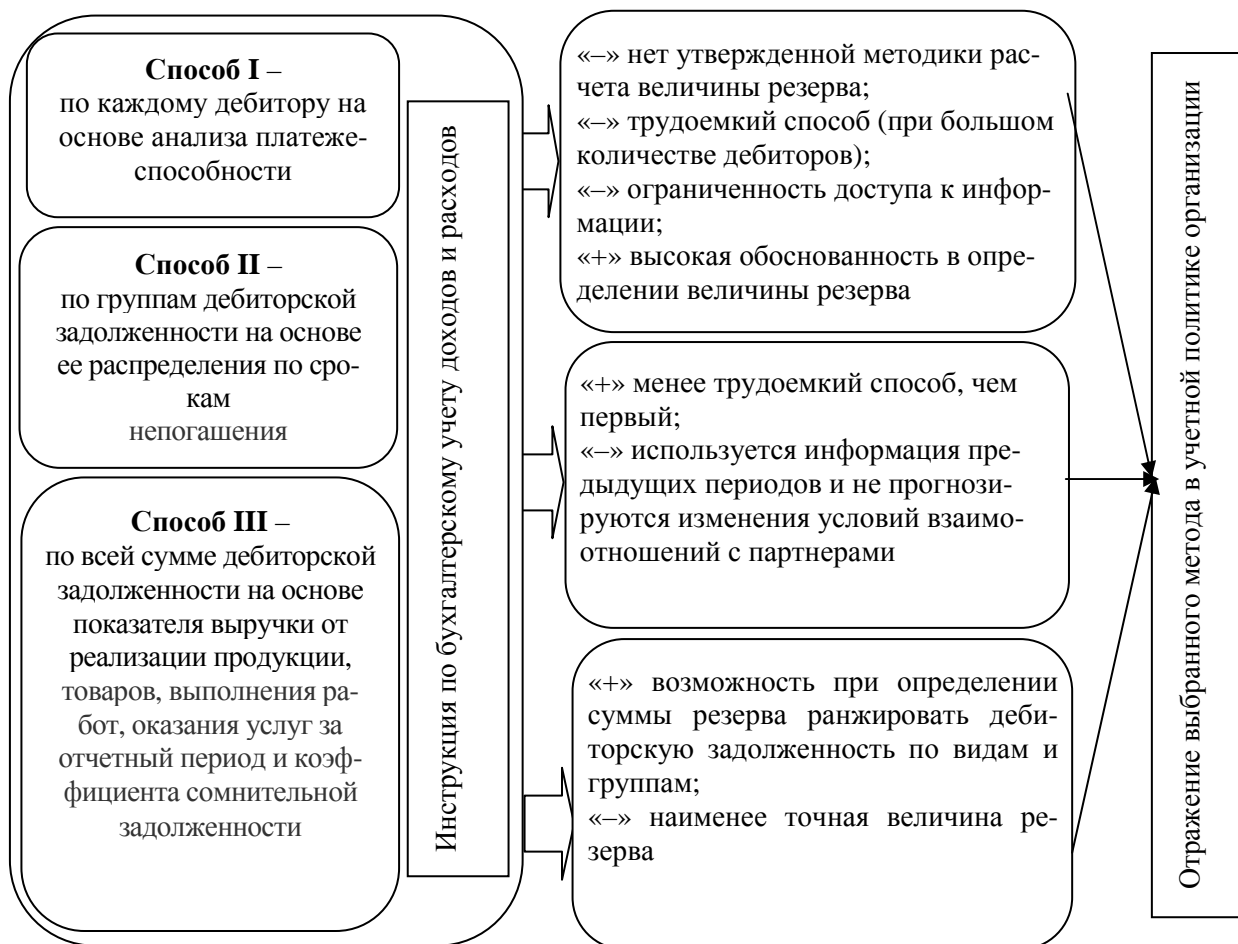 Способ I –
по каждому дебитору на
основе анализа платеже-
способности
Способ II –
по группам дебиторской
задолженности на основе
ее распределения по сро-
кам
непогашения
Способ III –
по всей сумме дебиторской
задолженности на основе
показателя выручки от
реализации продукции,
товаров, выполнения ра-
бот, оказания услуг за
отчетный период и коэф-
фициента сомнительной
задолженности
Инструкция по бухгалтерскому учету доходов и расходов
«–» нет утвержденной методики рас-
чета величины резерва;
«–» трудоемкий способ (при большом
количестве дебиторов);
«–» ограниченность доступа к инфор-
мации;
«+» высокая обоснованность в опре-
делении величины резерва
«+» менее трудоемкий способ, чем
первый;
«–» используется информация пре-
дыдущих периодов и не прогнози-
руются изменения условий взаимо-
отношений с партнерами
«+» возможность при определении
суммы резерва ранжировать деби-
торскую задолженность по видам и
группам;
«–» наименее точная величина ре-
зерва
Отражение выбранного метода в учетной политике организации